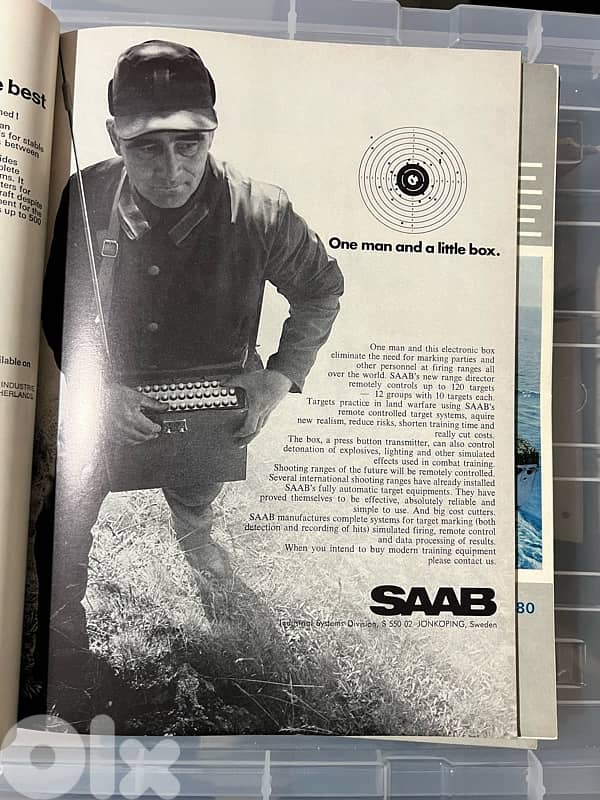 e best
ned!
an
's for stable
s between
ides
plete
ms. It
ters for
raft despite
ment for the
s up to 500
ilable on
INDUSTRIE
HERLANDS
One man and a little box.
One man and this electronic box
eliminate the need for marking parties and
other personnel at firing ranges all
over the world. SAAB's new range director
remotely controls up to 120 targets
— 12 groups with 10 targets each.
Targets practice in land warfare using SAAB's
remote controlled target systems, aquire
new realism, reduce risks, shorten training time and
really cut costs.
The box, a press button transmitter, can also control
detonation of explosives, lighting and other simulated
effects used in combat training.
Shooting ranges of the future will be remotely controlled.
Several international shooting ranges have already installed
SAAB's fully automatic target equipments. They have
proved themselves to be effective, absolutely reliable and
simple to use. And big cost cutters.
SAAB manufactures complete systems for target marking (both
detection and recording of hits) simulated firing, remote control
and data processing of results.
When you intend to buy modern training equipment
please contact us.
SAAB
Technical Systems Division, S 550 02 JÖNKÖPING, Sweden
80
olx